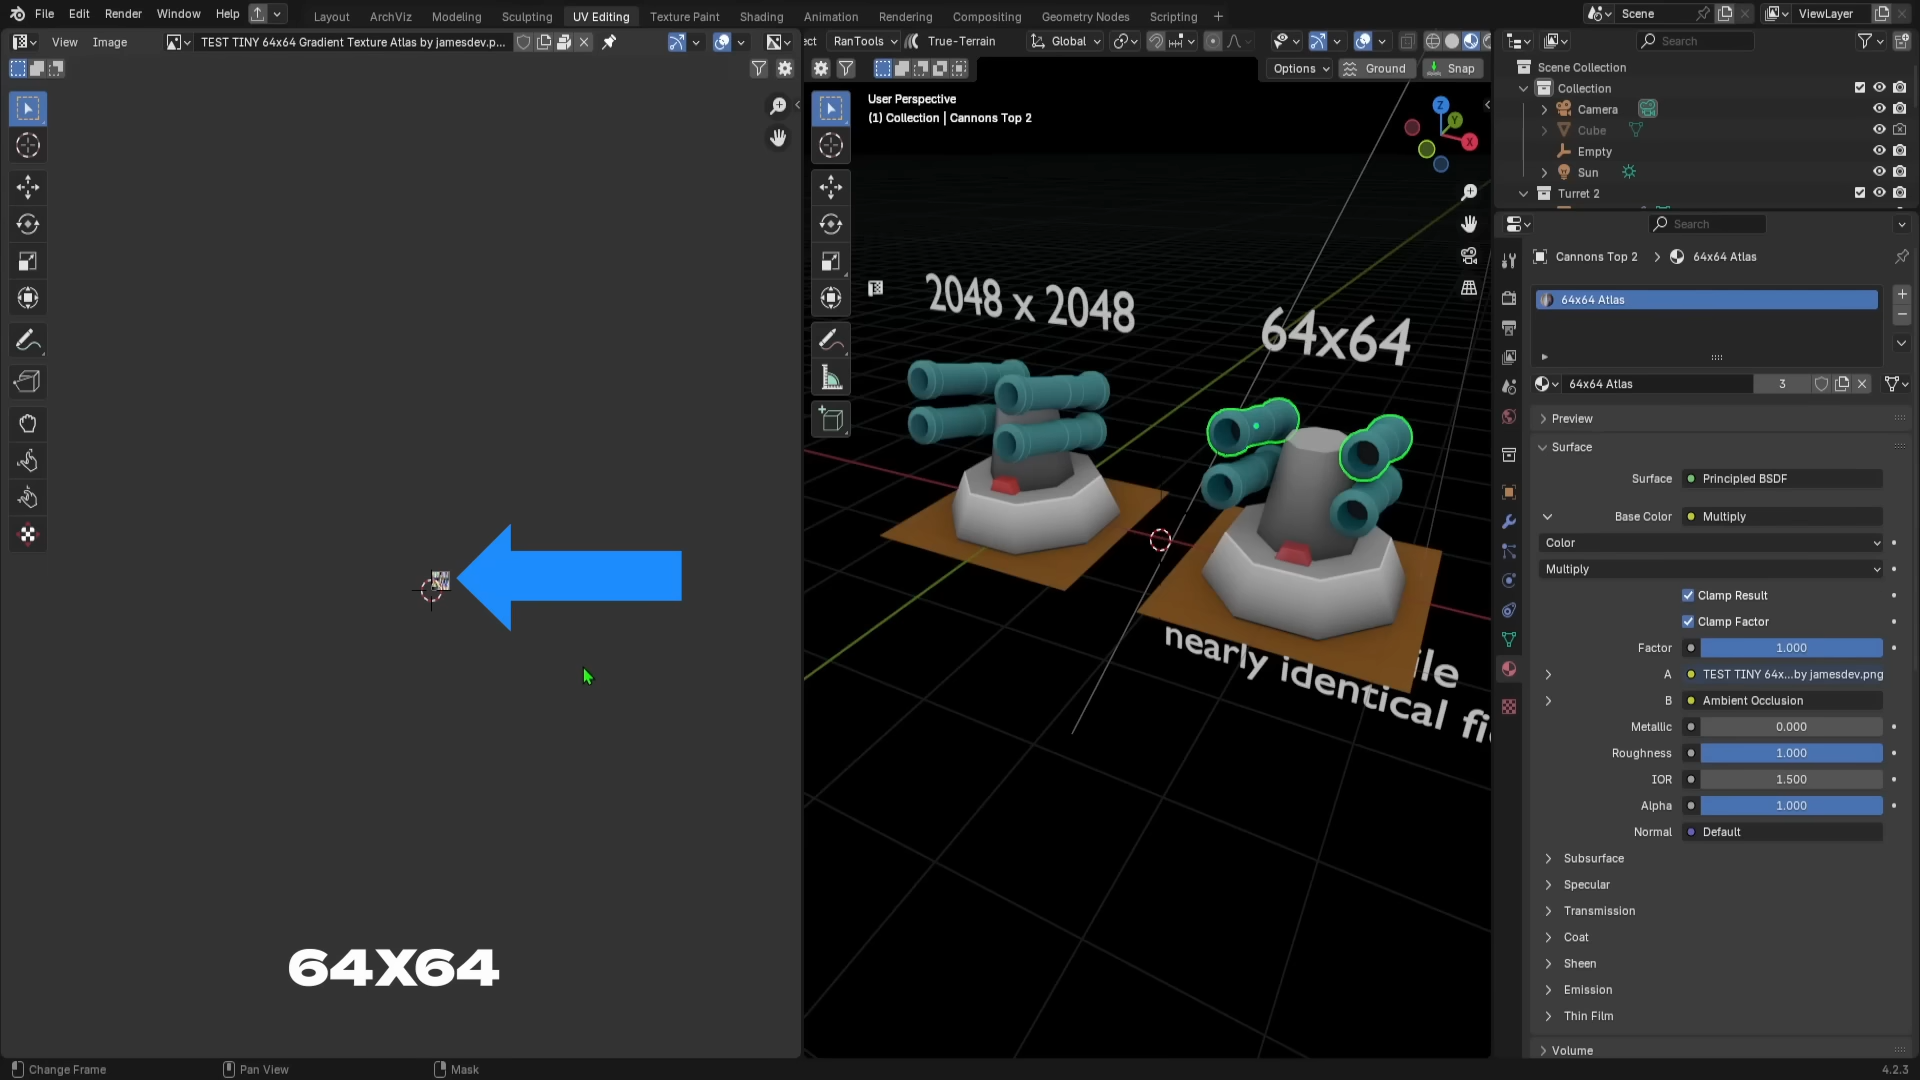 File Edit Render Window Help
Layout ArchViz Modeling Sculpting UV Editing Texture Paint Shading Animation Rendering Compositing Geometry Nodes Scripting +
Scene
ViewLayer
View Image
TEST TINY 64x64 Gradient Texture Atlas by jamesdev.p...
ect RanTools True-Terrain Global
Options Ground Snap
User Perspective
(1) Collection | Cannons Top 2
Z
Y
X
2048 x 2048
64x64
nearly identical fi
ile
64X64
Search
Scene Collection
Collection
Camera
Cube
Empty
Sun
Turret 2
Search
Cannons Top 2 > 64x64 Atlas
64x64 Atlas
64x64 Atlas 3
Preview
Surface
Surface Principled BSDF
Base Color Multiply
Color
Multiply
Clamp Result
Clamp Factor
Factor 1.000
A TEST TINY 64x...by jamesdev.png
B Ambient Occlusion
Metallic 0.000
Roughness 1.000
IOR 1.500
Alpha 1.000
Normal Default
Subsurface
Specular
Transmission
Coat
Sheen
Emission
Thin Film
Volume
Change Frame Pan View Mask 4.2.3